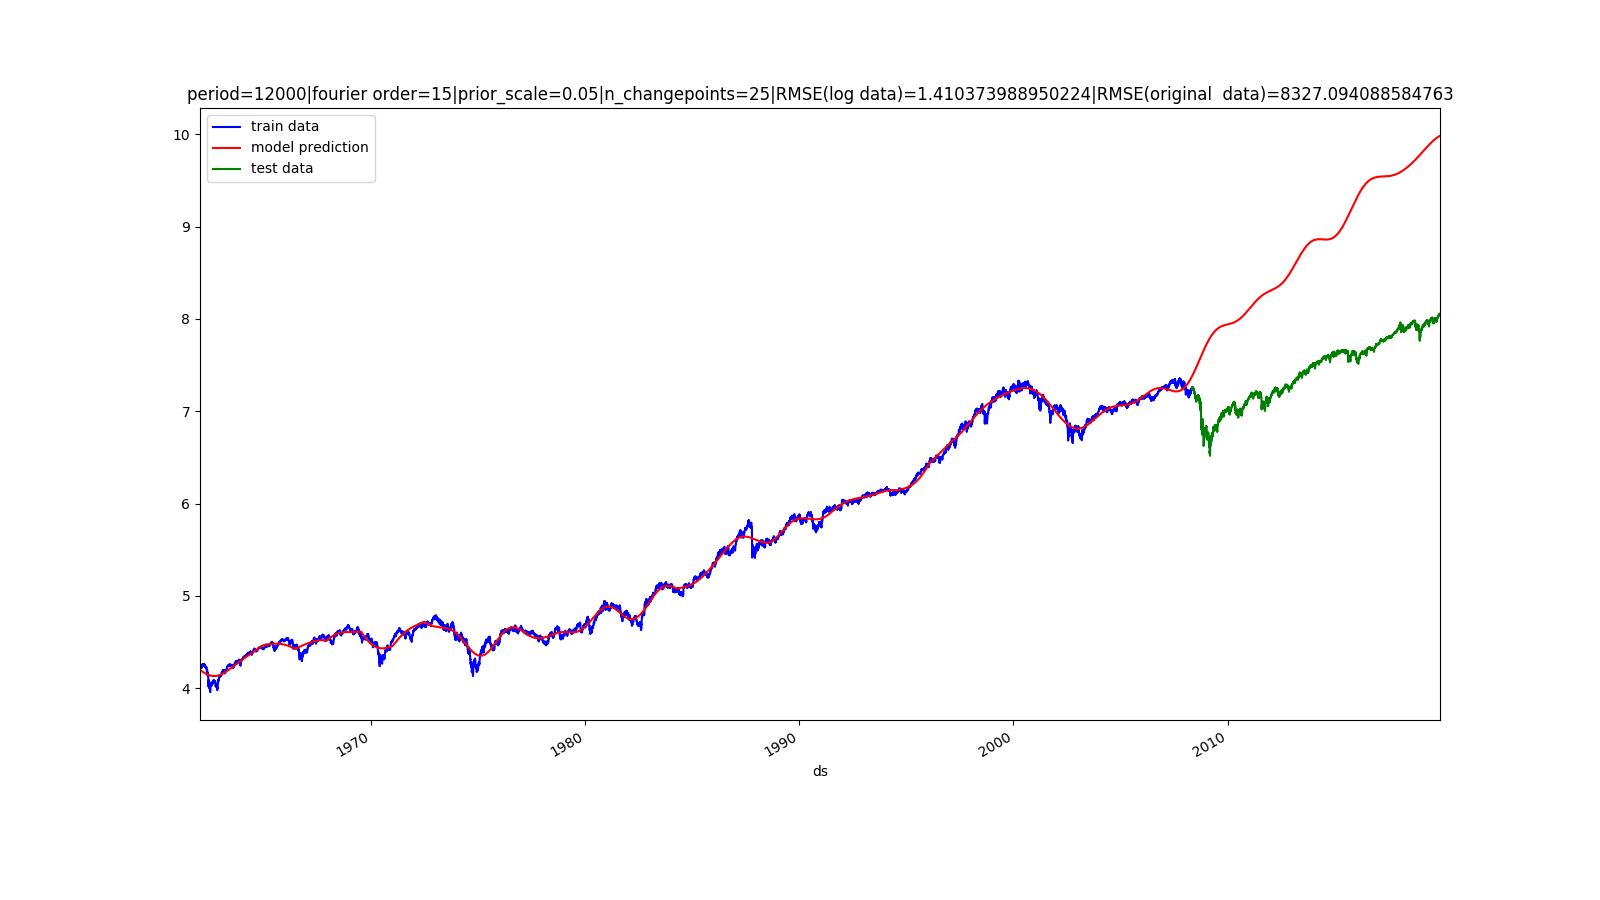 period=12000|fourier order=15|prior_scale=0.05|n_changepoints=25|RMSE(log data)=1.410373988950224|RMSE(original  data)=8327.094088584763
train data
model prediction
test data
10
9
8
7
6
5
4
1970
1980
1990
2000
2010
ds